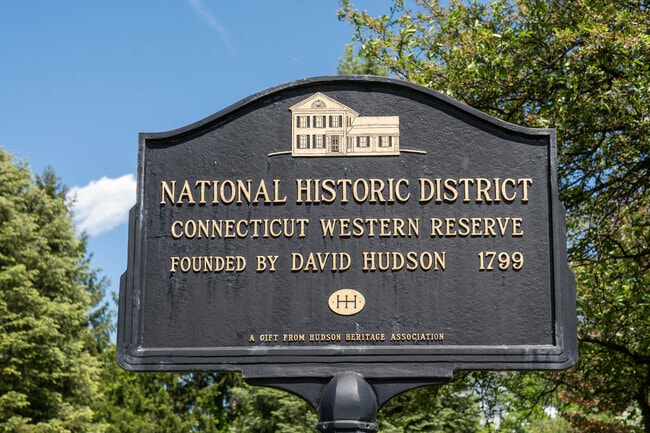 NATIONAL HISTORIC DISTRICT
CONNECTICUT WESTERN RESERVE
FOUNDED BY DAVID HUDSON 1799
HH
A GIFT FROM HUDSON HERITAGE ASSOCIATION